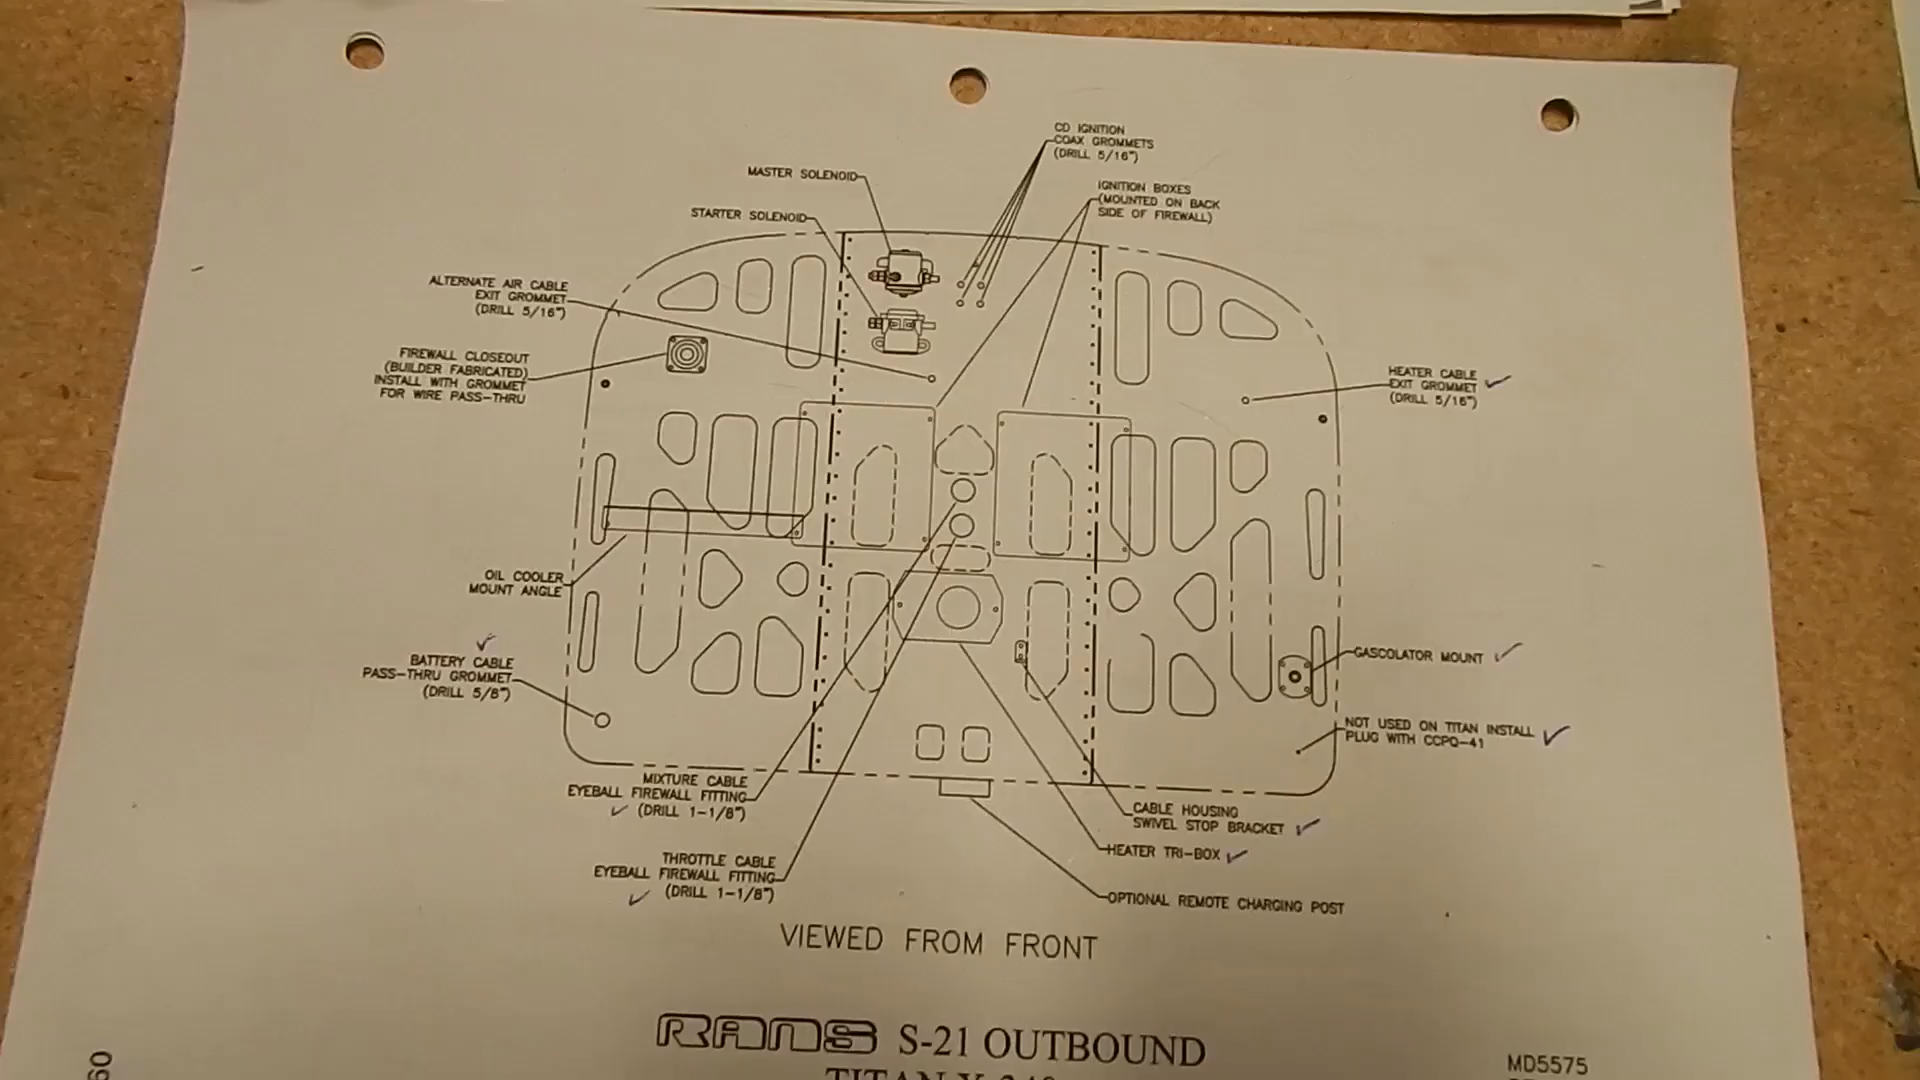 CD IGNITION
COAX GROMMETS
(DRILL 5/16")
MASTER SOLENOID
IGNITION BOXES
(MOUNTED ON BACK
SIDE OF FIREWALL)
STARTER SOLENOID
ALTERNATE AIR CABLE
EXIT GROMMET
(DRILL 5/16")
FIREWALL CLOSEOUT
(BUILDER FABRICATED)
INSTALL WITH GROMMET
FOR WIRE PASS-THRU
HEATER CABLE
EXIT GROMMET
(DRILL 5/16")
OIL COOLER
MOUNT ANGLE
BATTERY CABLE
PASS-THRU GROMMET
(DRILL 5/8")
GASCOLATOR MOUNT
NOT USED ON TITAN INSTALL
PLUG WITH CCPQ-41
MIXTURE CABLE
EYEBALL FIREWALL FITTING
(DRILL 1-1/8")
CABLE HOUSING
SWIVEL STOP BRACKET
HEATER TRI-BOX
THROTTLE CABLE
EYEBALL FIREWALL FITTING
(DRILL 1-1/8")
OPTIONAL REMOTE CHARGING POST
VIEWED FROM FRONT
RANS S-21 OUTBOUND
MD5575
TITAN
60